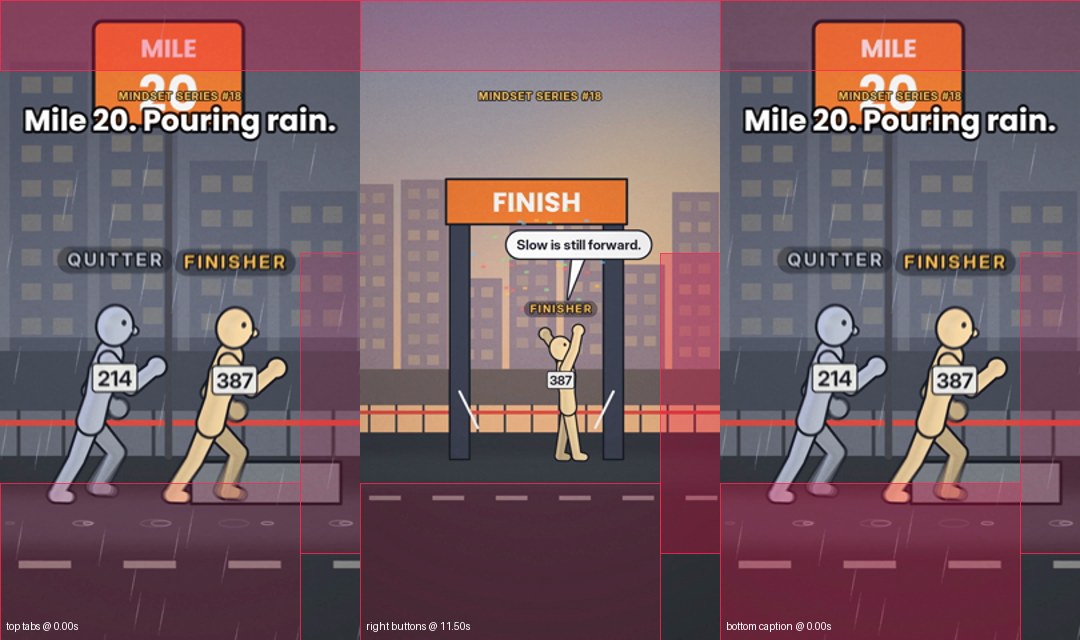 MILE
20
MINDSET SERIES #18
Mile 20. Pouring rain.
QUITTER
FINISHER
214
387
top tabs @ 0.00s
MINDSET SERIES #18
FINISH
Slow is still forward.
FINISHER
387
right buttons @ 11.50s
MILE
20
MINDSET SERIES #18
Mile 20. Pouring rain.
QUITTER
FINISHER
214
387
bottom caption @ 0.00s